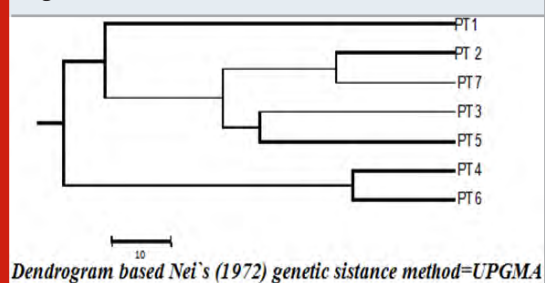 PT1
PT 2
PT7
PT3
PT5
PT4
PT6
10
Dendrogram based Nei`s (1972) genetic sistance method=UPGMA